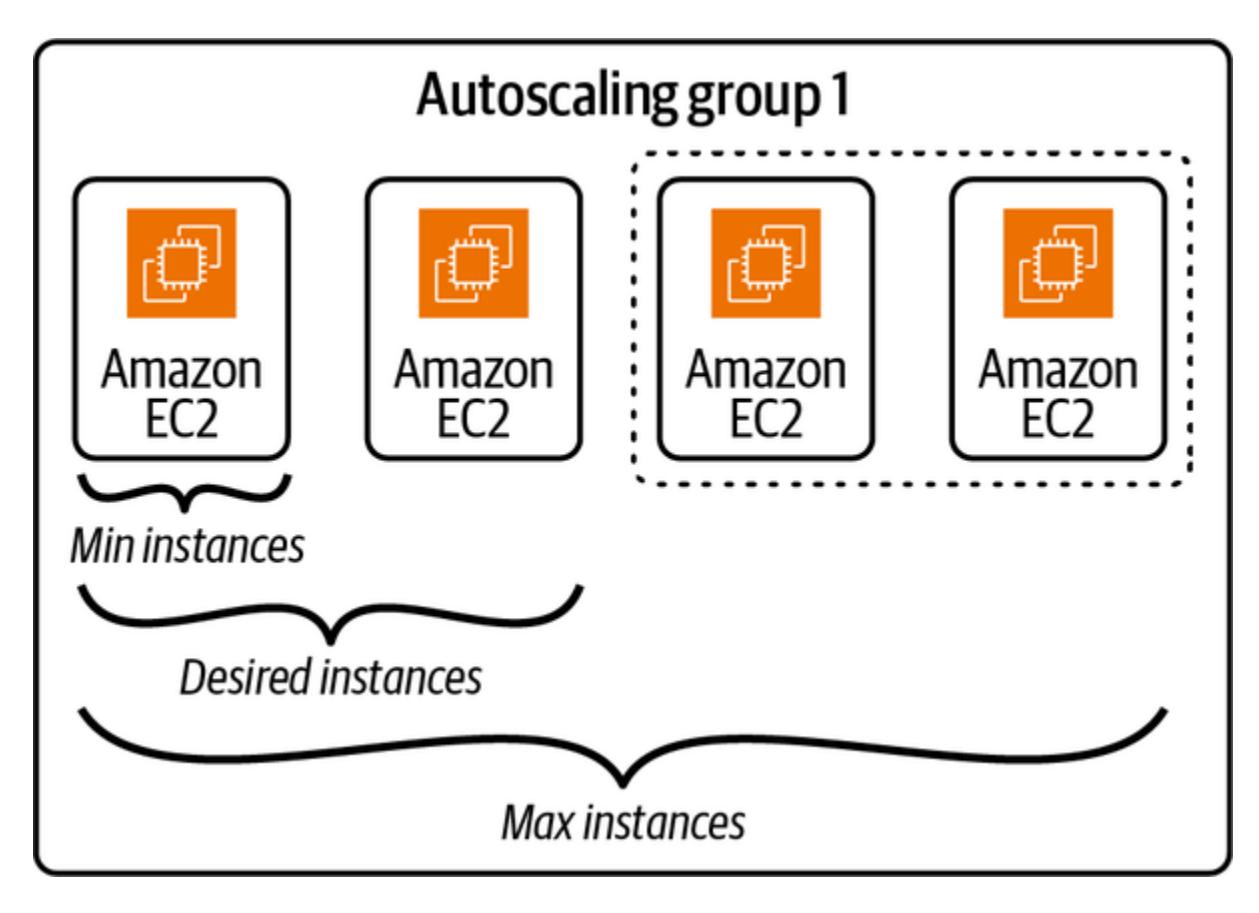 Autoscaling group 1
Amazon
EC2
Amazon
EC2
Amazon
EC2
Amazon
EC2
Min instances
Desired instances
Max instances